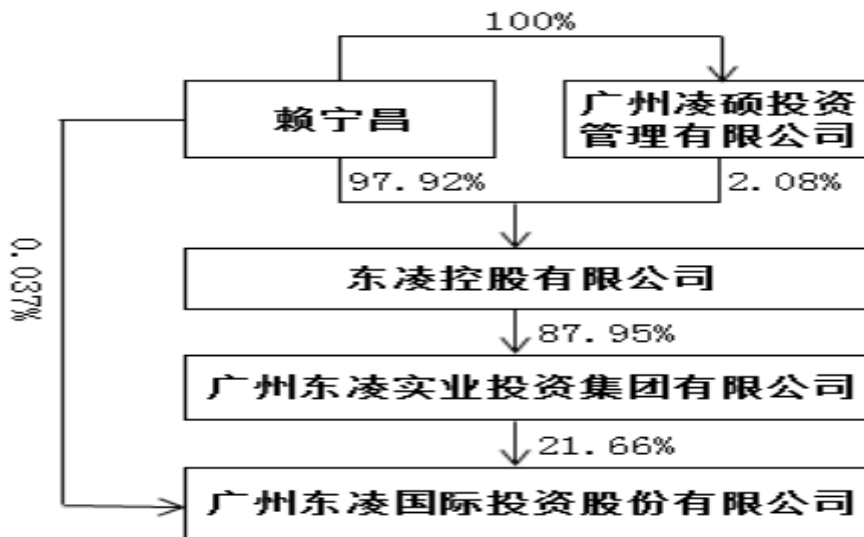 100%
赖宁昌
广州凌硕投资
管理有限公司
97.92%
2.08%
0.037%
东凌控股有限公司
87.95%
广州东凌实业投资集团有限公司
21.66%
广州东凌国际投资股份有限公司